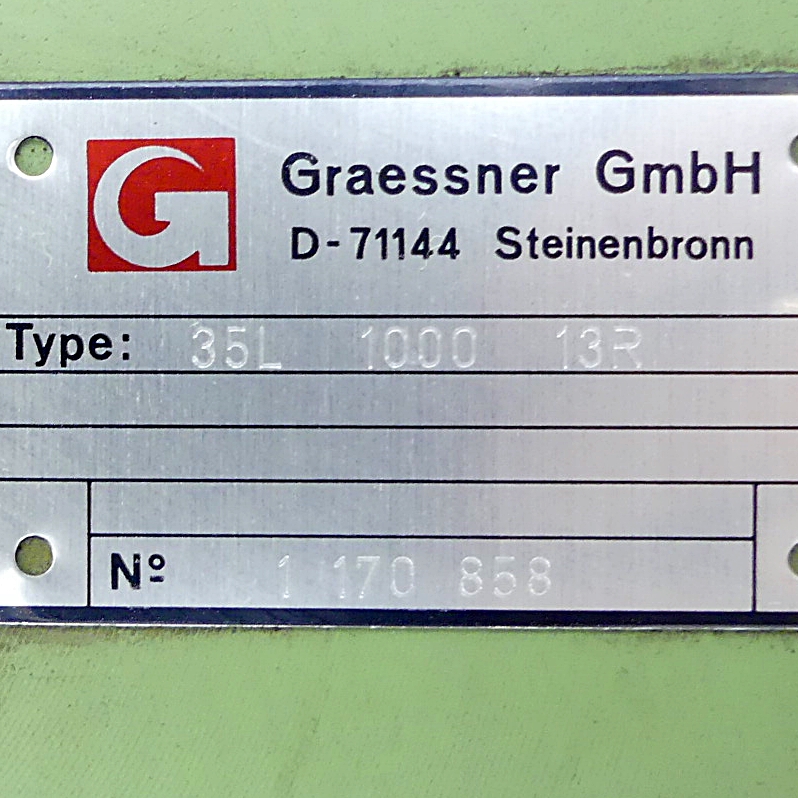 G
Graessner GmbH
D-71144 Steinenbronn
Type: 35L 1000 13R
Nº 1 170 858